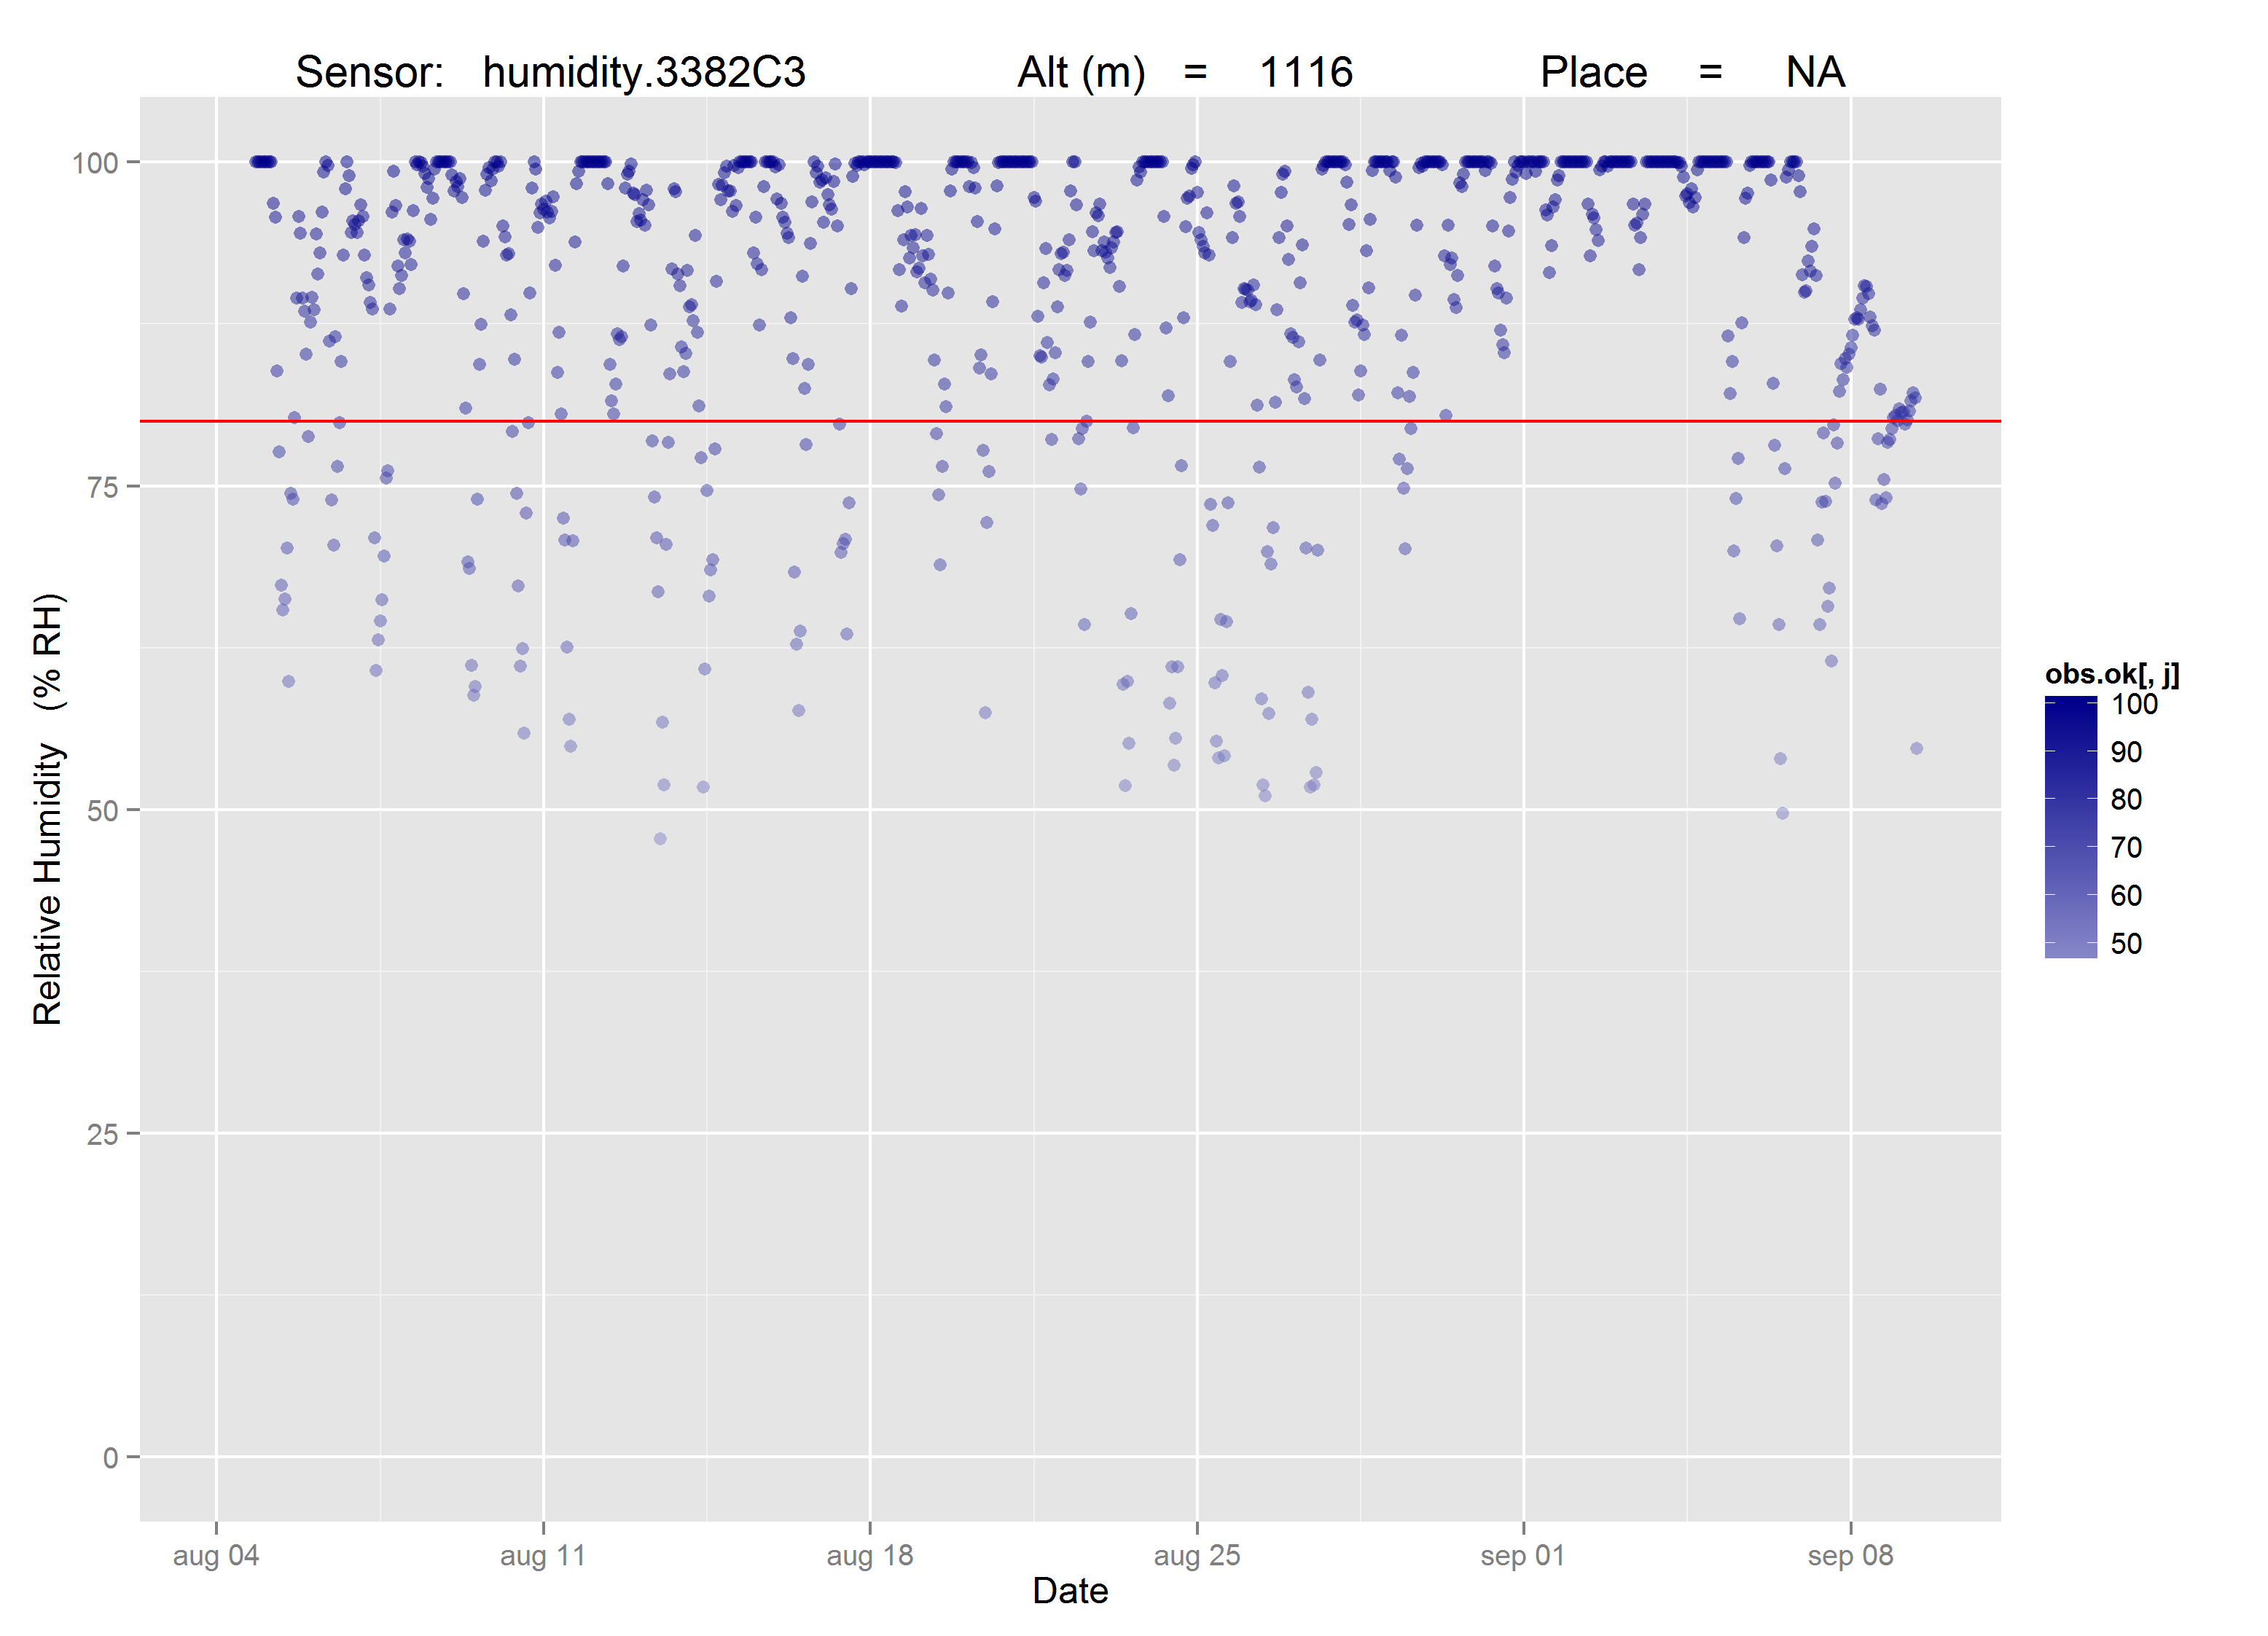 Sensor: humidity.3382C3 Alt (m) = 1116 Place = NA
Relative Humidity (% RH)
100
75
50
25
0
aug 04 aug 11 aug 18 aug 25 sep 01 sep 08
Date
obs.ok[, j]
100
90
80
70
60
50